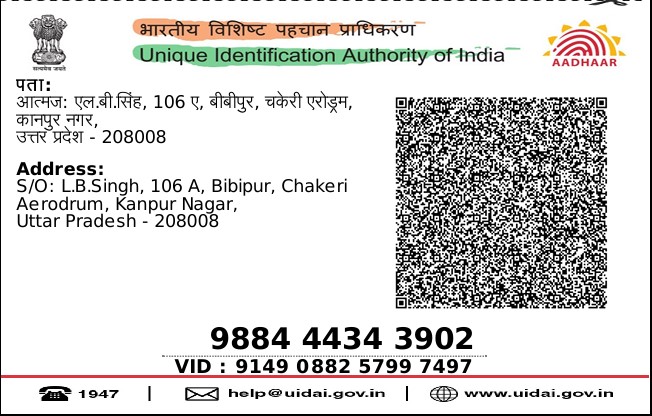 भारतीय विशिष्ट पहचान प्राधिकरण
Unique Identification Authority of India
सत्यमेव जयते
AADHAAR
पता:
आत्मज: एल.बी.सिंह, 106 ए, बीबीपुर, चकेरी एरोड्रम,
कानपुर नगर,
उत्तर प्रदेश - 208008
Address:
S/O: L.B.Singh, 106 A, Bibipur, Chakeri
Aerodrum, Kanpur Nagar,
Uttar Pradesh - 208008
9884 4434 3902
VID : 9149 0882 5799 7497
1947 | help@uidai.gov.in | www.uidai.gov.in